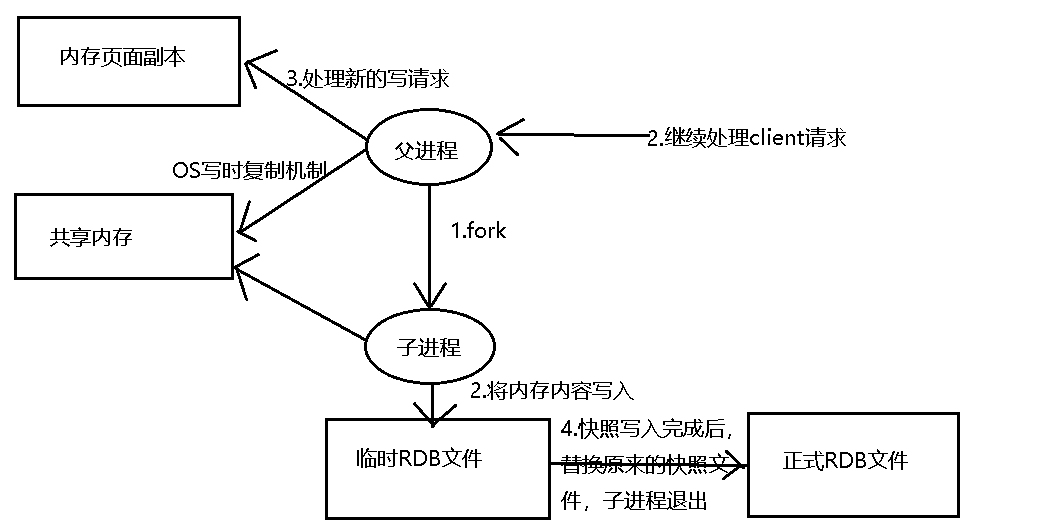 内存页面副本
3.处理新的写请求
父进程
2.继续处理client请求
OS写时复制机制
共享内存
1.fork
子进程
2.将内存内容写入
临时RDB文件
4.快照写入完成后，
替换原来的快照文
件，子进程退出
正式RDB文件